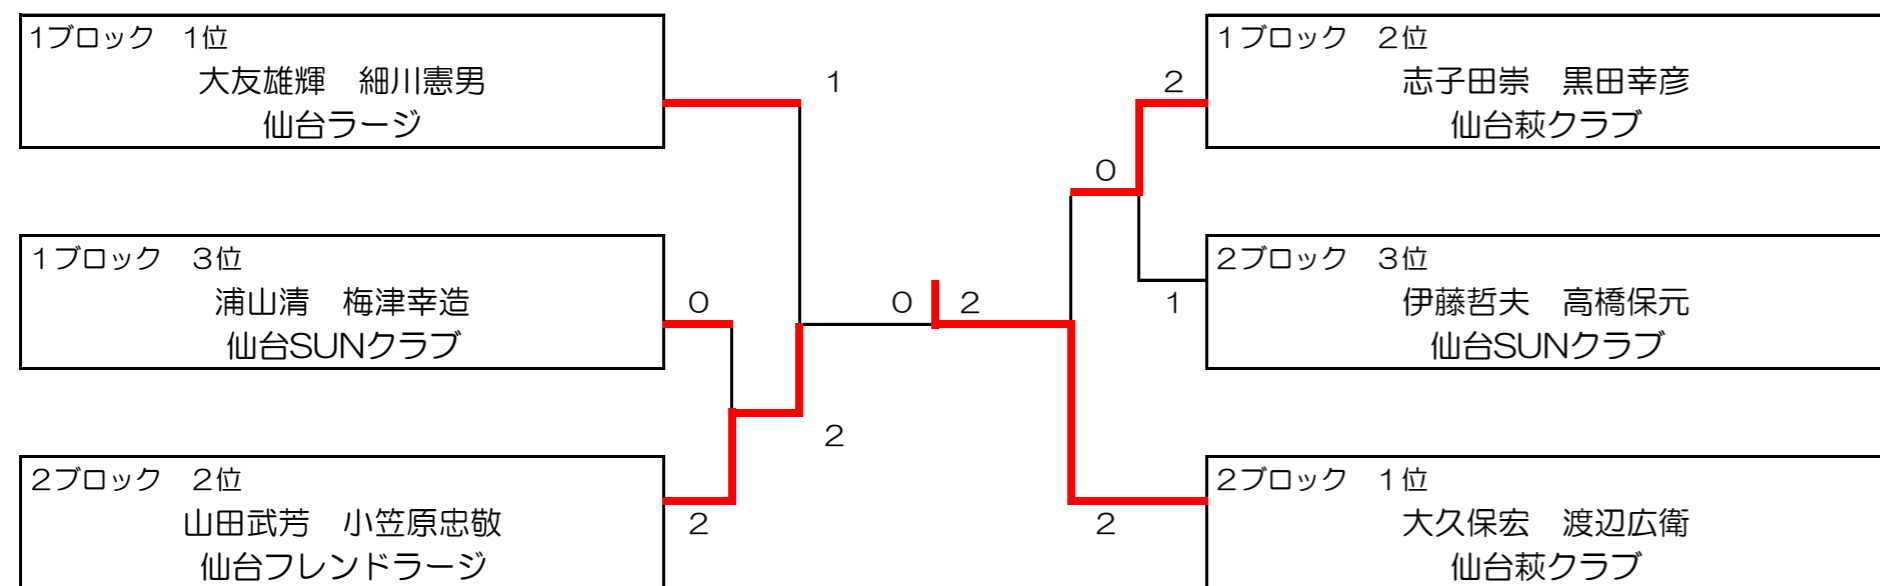 1ブロック　1位
大友雄輝　細川憲男
仙台ラージ
1
2
1ブロック　2位
志子田崇　黒田幸彦
仙台萩クラブ
0
1ブロック　3位
浦山清　梅津幸造
仙台SUNクラブ
0
0
2
1
2ブロック　3位
伊藤哲夫　高橋保元
仙台SUNクラブ
2
2ブロック　2位
山田武芳　小笠原忠敬
仙台フレンドラージ
2
2
2ブロック　1位
大久保宏　渡辺広衛
仙台萩クラブ